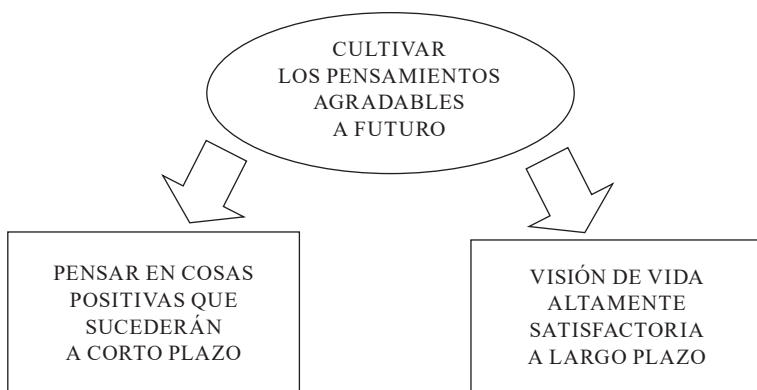 CULTIVAR
LOS PENSAMIENTOS
AGRADABLES
A FUTURO
PENSAR EN COSAS
POSITIVAS QUE
SUCEDERÁN
A CORTO PLAZO
VISIÓN DE VIDA
ALTAMENTE
SATISFACTORIA
A LARGO PLAZO